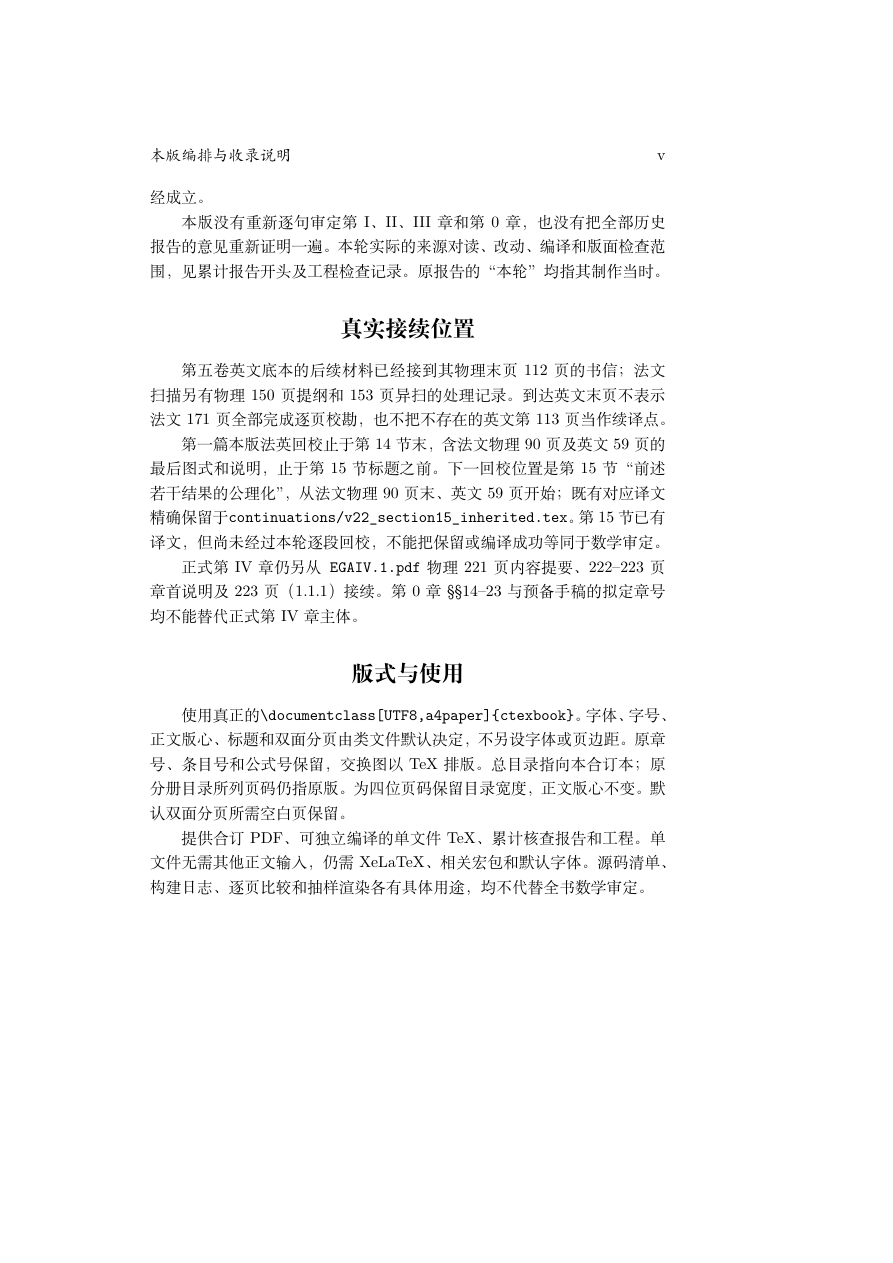 本版编排与收录说明 v
经成立。
本版没有重新逐句审定第 I、II、III 章和第 0 章，也没有把全部历史
报告的意见重新证明一遍。本轮实际的来源对读、改动、编译和版面检查范
围，见累计报告开头及工程检查记录。原报告的“本轮”均指其制作当时。
真实接续位置
第五卷英文底本的后续材料已经接到其物理末页 112 页的书信；法文
扫描另有物理 150 页提纲和 153 页异扫的处理记录。到达英文末页不表示
法文 171 页全部完成逐页校勘，也不把不存在的英文第 113 页当作续译点。
第一篇本版法英回校止于第 14 节末，含法文物理 90 页及英文 59 页的
最后图式和说明，止于第 15 节标题之前。下一回校位置是第 15 节“前述
若干结果的公理化”，从法文物理 90 页末、英文 59 页开始；既有对应译文
精确保留于continuations/v22_section15_inherited.tex。第 15 节已有
译文，但尚未经过本轮逐段回校，不能把保留或编译成功等同于数学审定。
正式第 IV 章仍另从 EGAIV.1.pdf 物理 221 页内容提要、222–223 页
章首说明及 223 页（1.1.1）接续。第 0 章 §§14–23 与预备手稿的拟定章号
均不能替代正式第 IV 章主体。
版式与使用
使用真正的\documentclass[UTF8,a4paper]{ctexbook}。字体、字号、
正文版心、标题和双面分页由类文件默认决定，不另设字体或页边距。原章
号、条目号和公式号保留，交换图以 TeX 排版。总目录指向本合订本；原
分册目录所列页码仍指原版。为四位页码保留目录宽度，正文版心不变。默
认双面分页所需空白页保留。
提供合订 PDF、可独立编译的单文件 TeX、累计核查报告和工程。单
文件无需其他正文输入，仍需 XeLaTeX、相关宏包和默认字体。源码清单、
构建日志、逐页比较和抽样渲染各有具体用途，均不代替全书数学审定。